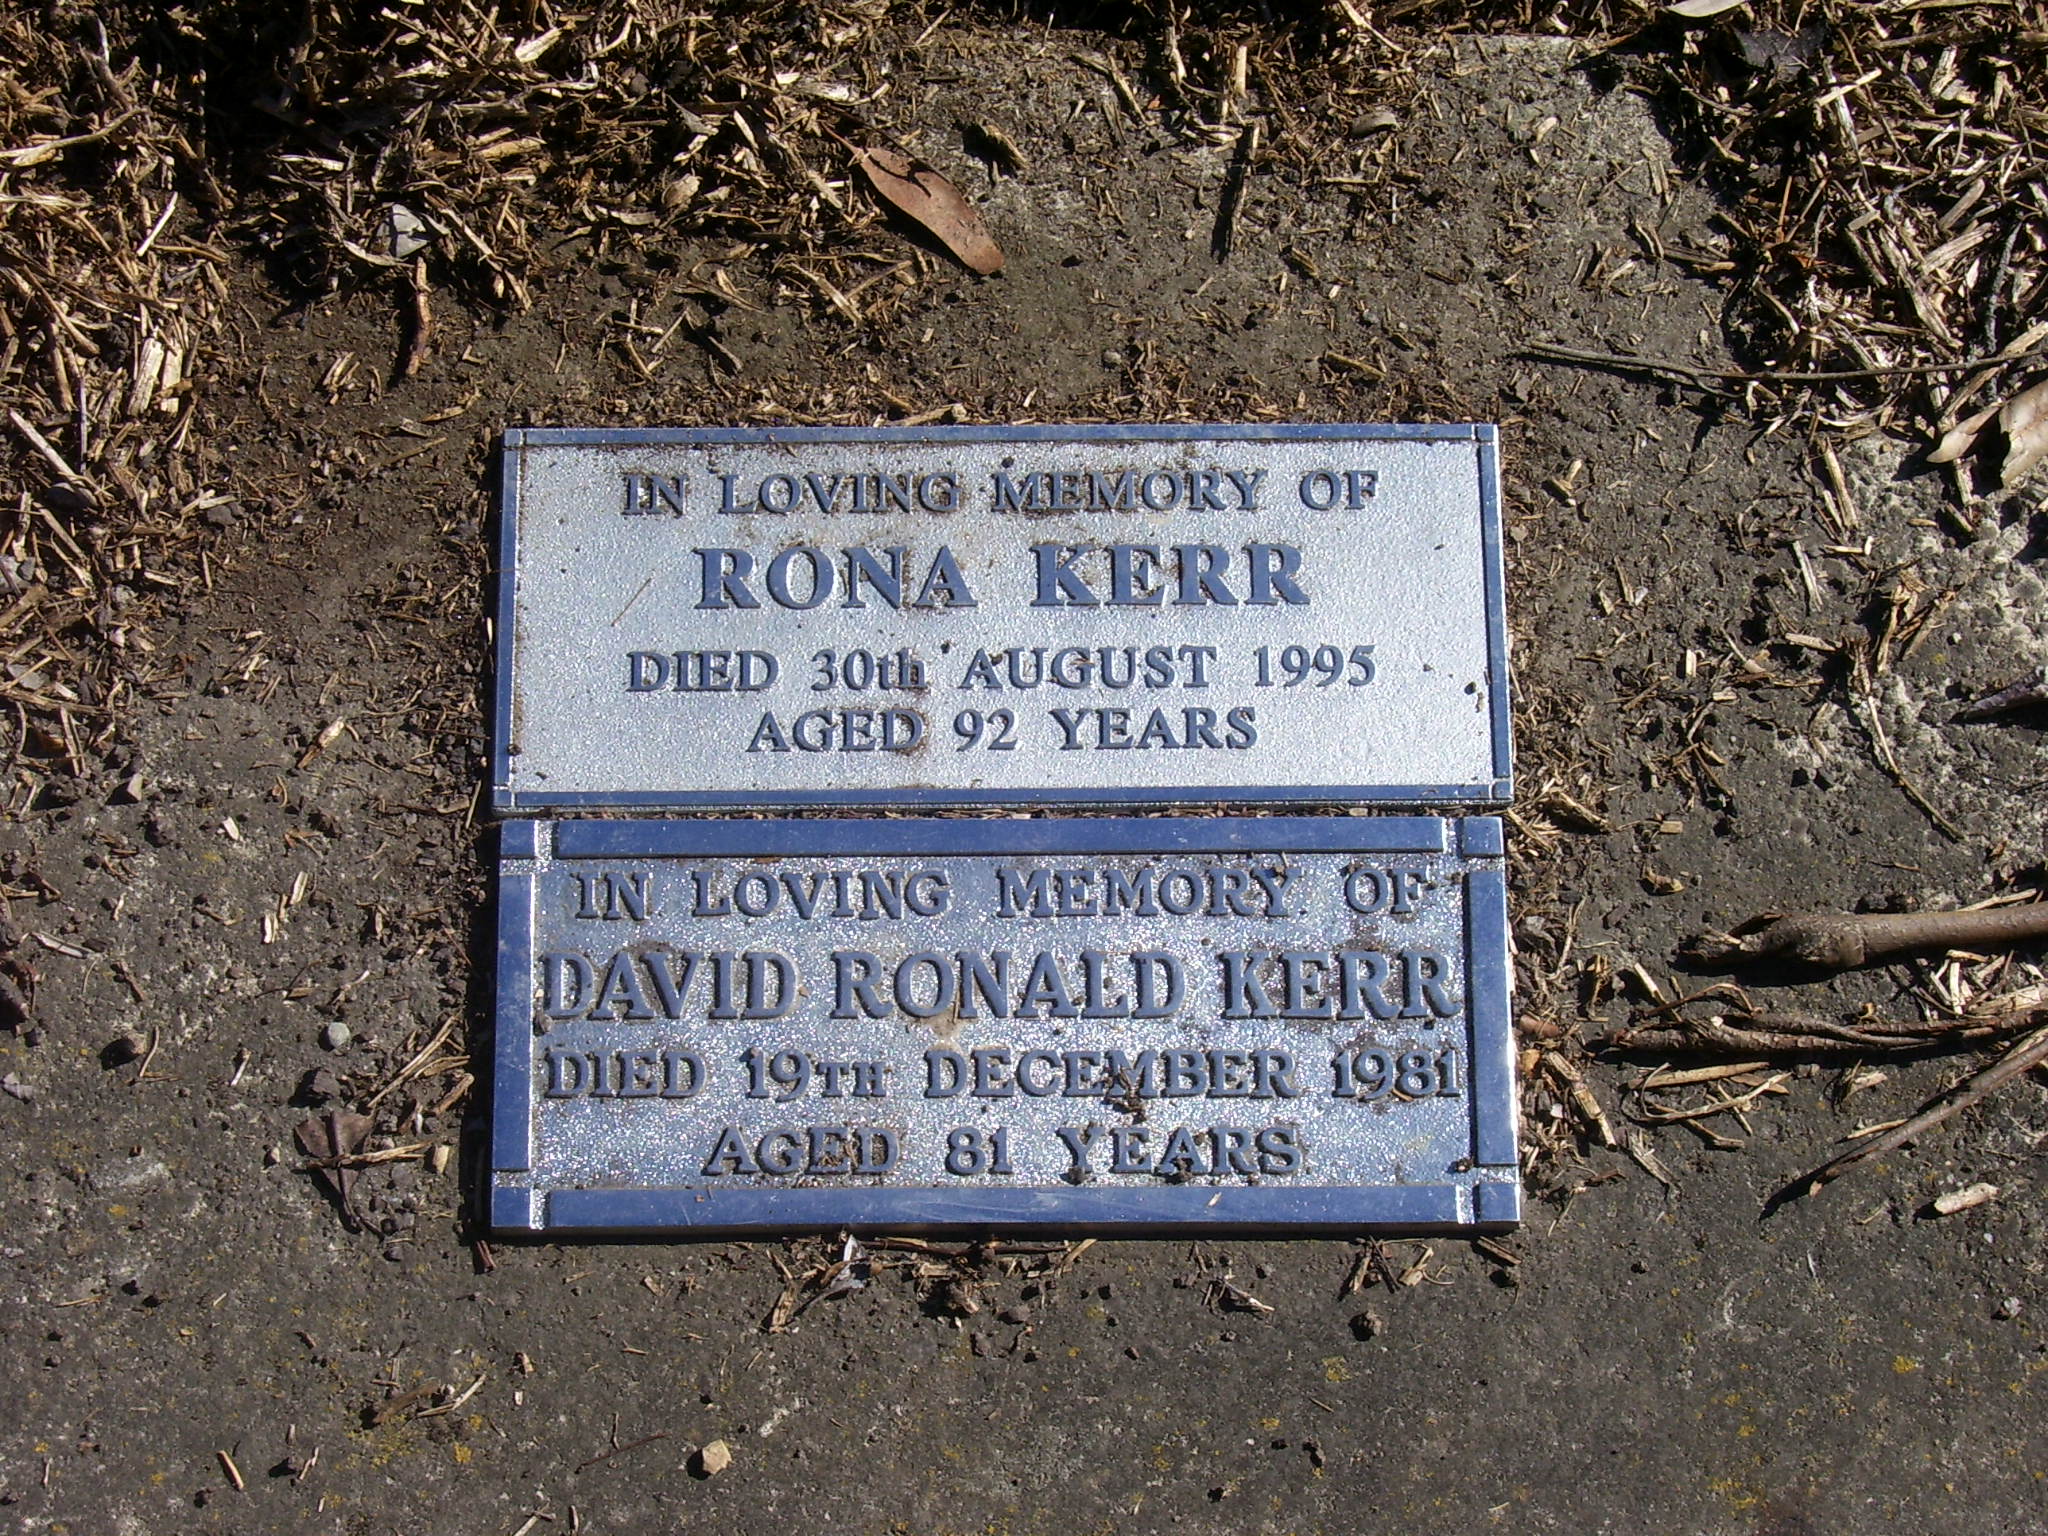 IN LOVING MEMORY OF
RONA KERR
DIED 30th AUGUST 1995
AGED 92 YEARS
IN LOVING MEMORY OF
DAVID RONALD KERR
DIED 19TH DECEMBER 1981
AGED 81 YEARS